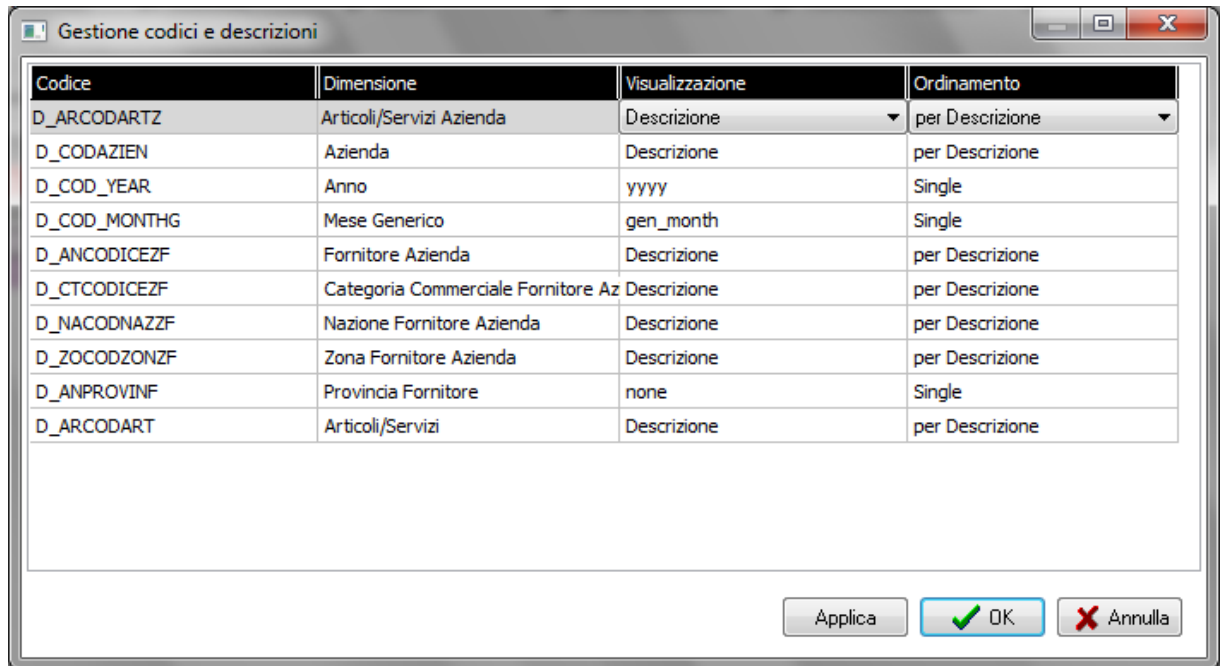 Gestione codici e descrizioni
Codice Dimensione Visualizzazione Ordinamento
D_ARCODARTZ Articoli/Servizi Azienda Descrizione per Descrizione
D_CODAZIEN Azienda Descrizione per Descrizione
D_COD_YEAR Anno yyyy Single
D_COD_MONTHG Mese Generico gen_month Single
D_ANCODICEZF Fornitore Azienda Descrizione per Descrizione
D_CTCODICEZF Categoria Commerciale Fornitore Az Descrizione per Descrizione
D_NACODNAZZF Nazione Fornitore Azienda Descrizione per Descrizione
D_ZOCODZONZF Zona Fornitore Azienda Descrizione per Descrizione
D_ANPROVINF Provincia Fornitore none Single
D_ARCODART Articoli/Servizi Descrizione per Descrizione
Applica OK Annulla